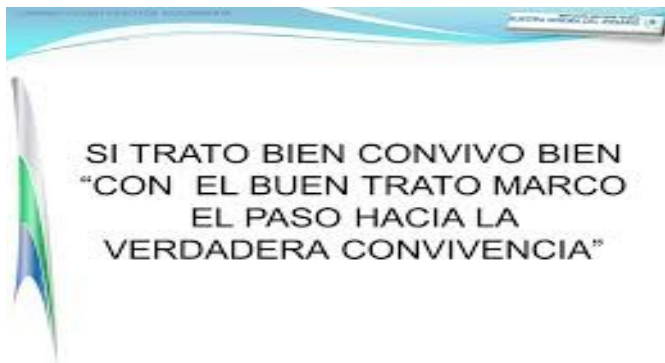 SI TRATO BIEN CONVIVO BIEN
“CON EL BUEN TRATO MARCO
EL PASO HACIA LA
VERDADERA CONVIVENCIA”